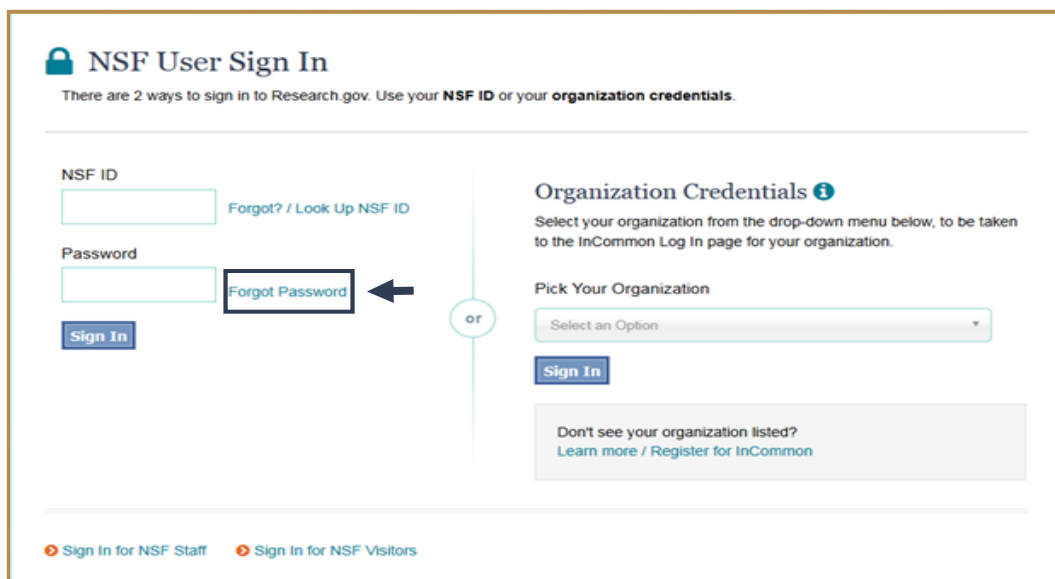 NSF User Sign In
There are 2 ways to sign in to Research.gov. Use your NSF ID or your organization credentials.
NSF ID
Forgot? / Look Up NSF ID
Password
Forgot Password
Sign In
or
Organization Credentials
Select your organization from the drop-down menu below, to be taken
to the InCommon Log In page for your organization.
Pick Your Organization
Select an Option
Sign In
Don't see your organization listed?
Learn more / Register for InCommon
Sign In for NSF Staff
Sign In for NSF Visitors